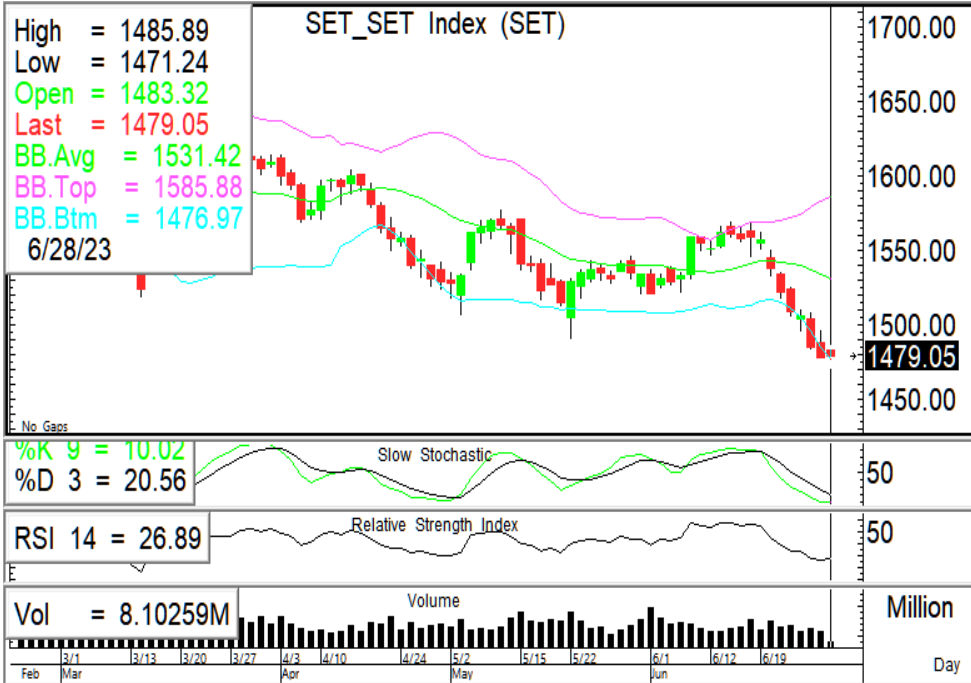 SET_SET Index (SET)
High = 1485.89
Low = 1471.24
Open = 1483.32
Last = 1479.05
BB.Avg = 1531.42
BB.Top = 1585.88
BB.Btm = 1476.97
6/28/23
1700.00
1650.00
1600.00
1550.00
1500.00
1479.05
1450.00
No Gaps
%K 9 = 10.02
%D 3 = 20.56
Slow Stochastic
50
RSI 14 = 26.89
Relative Strength Index
50
Vol = 8.10259M
Volume
Million
3/1 3/13 3/20 3/27 4/3 4/10 4/24 5/2 5/15 5/22 6/1 6/12 6/19
Feb Mar Apr May Jun
Day